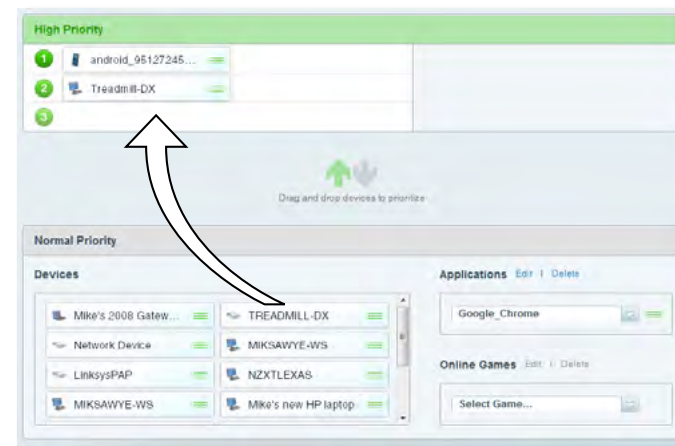 High Priority
1 android_95127245...
2 Treadmill-DX
3
Drag and drop devices to prioritize
Normal Priority
Devices
Applications Edit | Delete
Mike's 2008 Gatew... TREADMILL-DX
Google_Chrome
Network Device MIKSAWYE-WS
LinksysPAP NZXTLEXAS
Online Games Edit | Delete
MIKSAWYE-WS Mike's new HP laptop
Select Game...